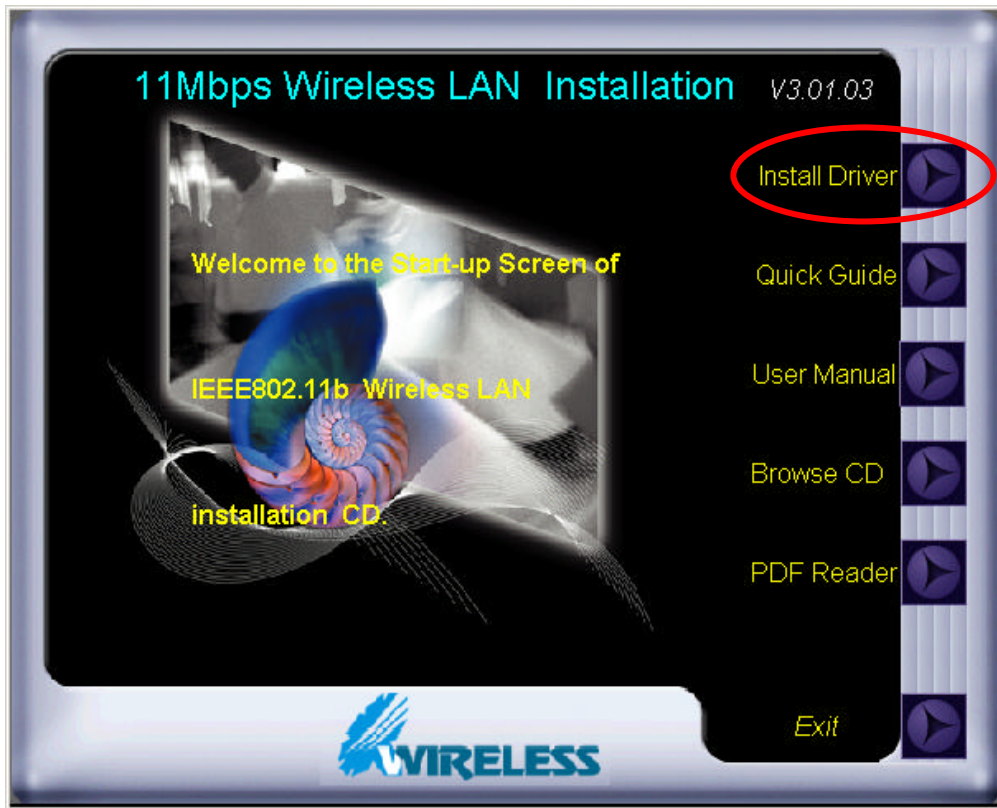 11Mbps Wireless LAN Installation V3.01.03
Install Driver
Welcome to the Start-up Screen of
Quick Guide
IEEE802.11b Wireless LAN
User Manual
Browse CD
installation CD.
PDF Reader
Exit
WIRELESS